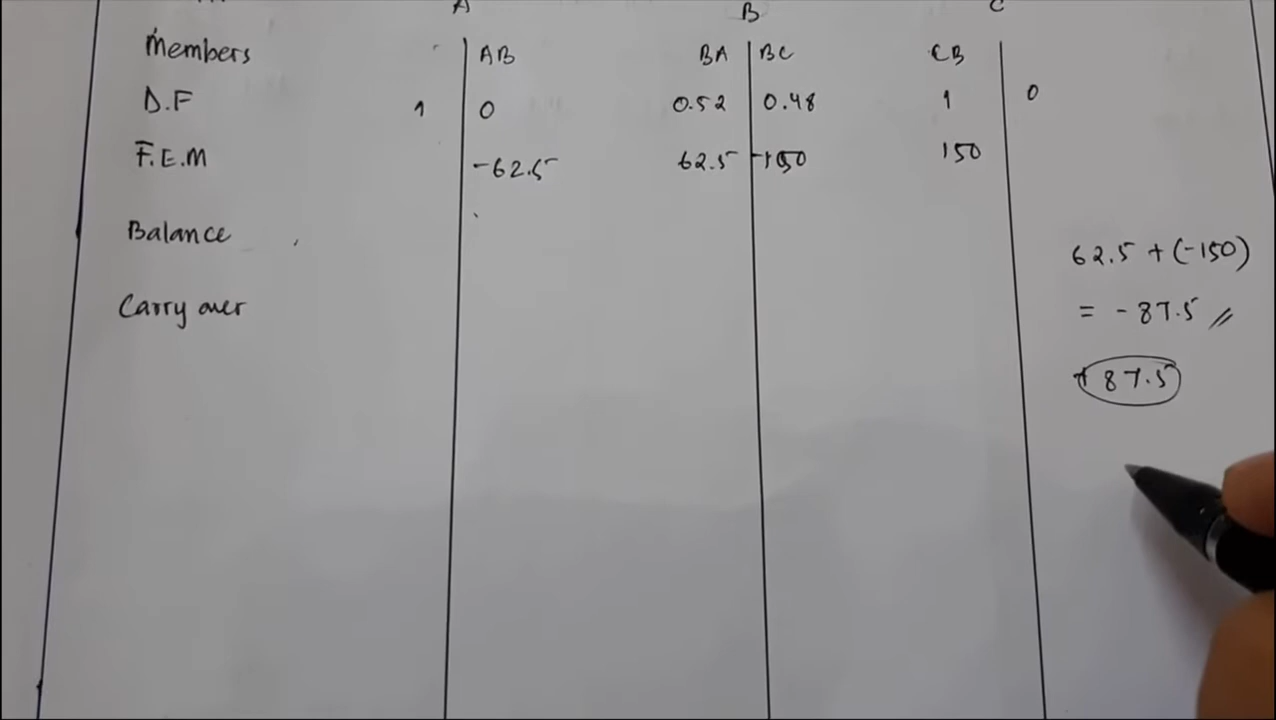 A B C
Members AB BA BC CB
D.F 1 0 0.52 0.48 1 0
F.E.M -62.5 62.5 -150 150
Balance
Carry over
62.5 + (-150)
= - 87.5 //
+ 87.5